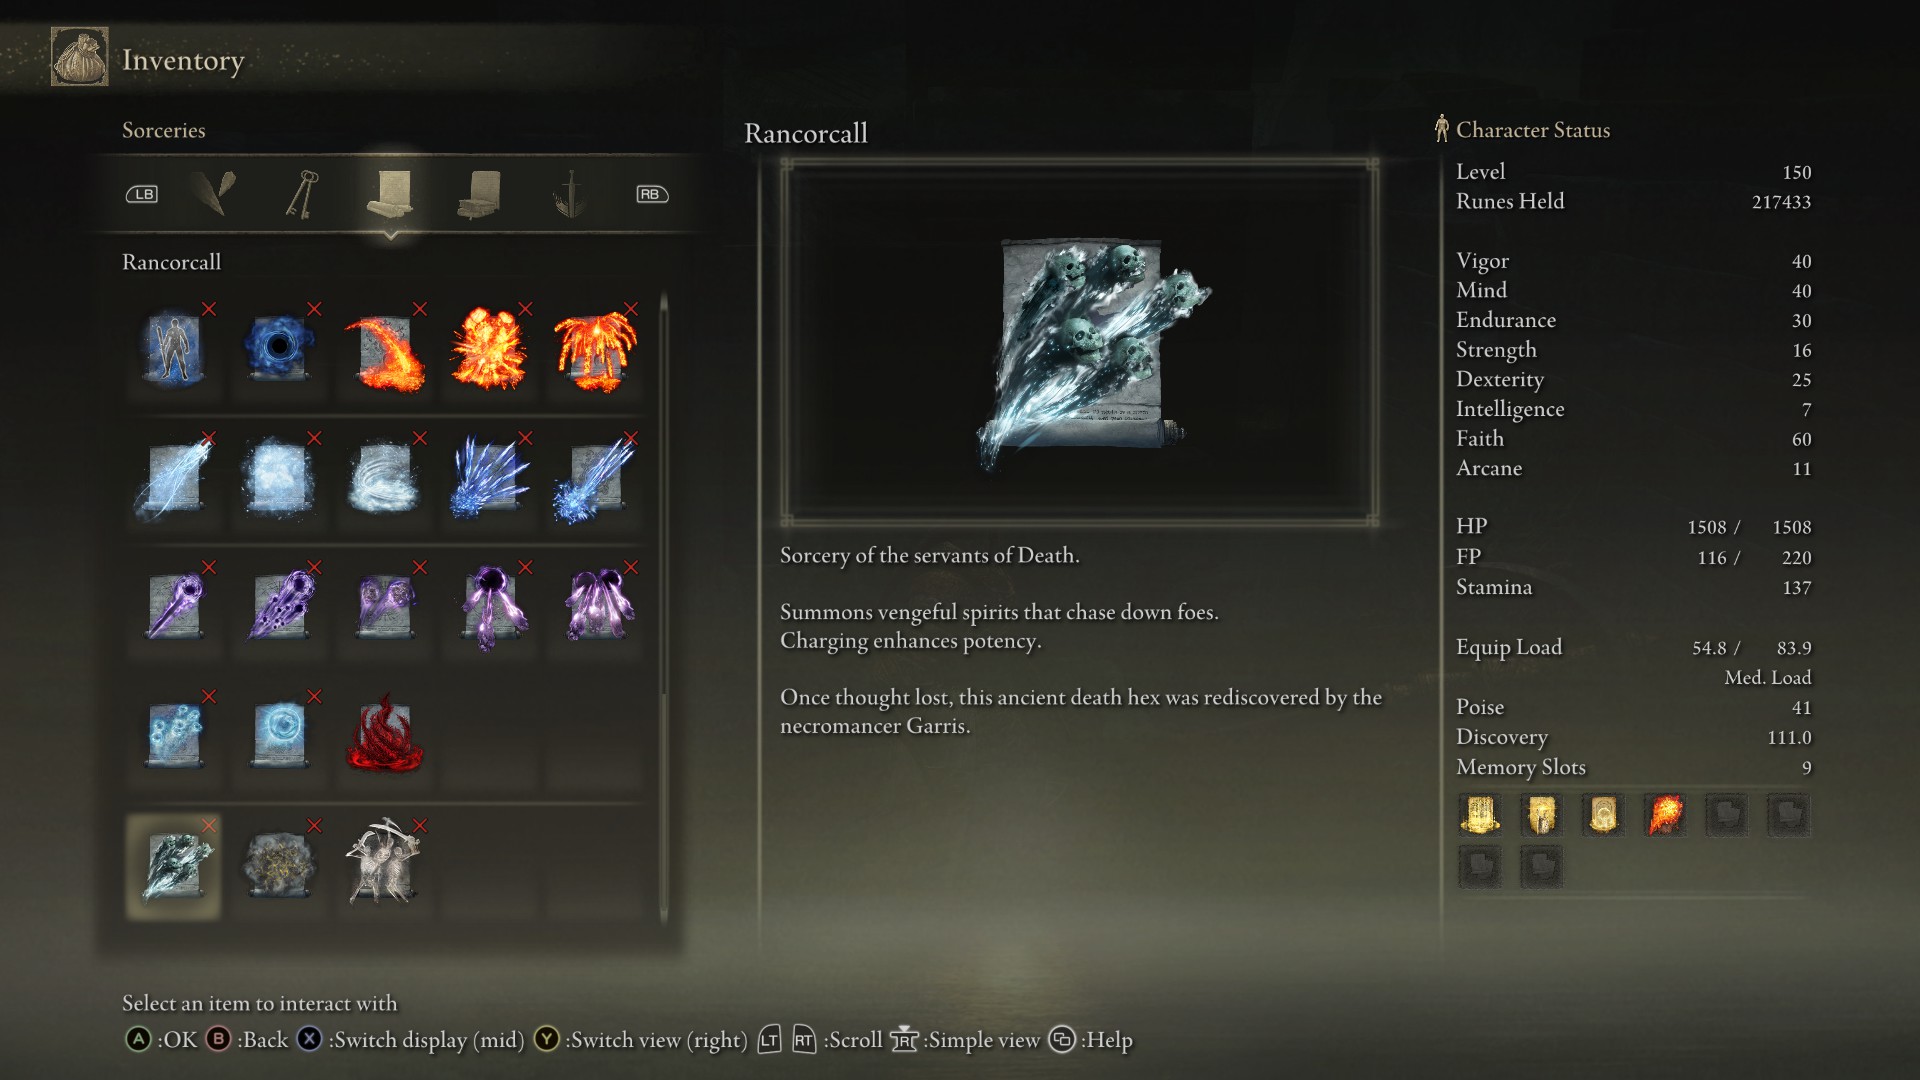 Inventory
Sorceries
LB
RB
Rancorcall
Rancorcall
Sorcery of the servants of Death.
Summons vengeful spirits that chase down foes.
Charging enhances potency.
Once thought lost, this ancient death hex was rediscovered by the
necromancer Garris.
Character Status
Level 150
Runes Held 217433
Vigor 40
Mind 40
Endurance 30
Strength 16
Dexterity 25
Intelligence 7
Faith 60
Arcane 11
HP 1508 / 1508
FP 116 / 220
Stamina 137
Equip Load 54.8 / 83.9
Med. Load
Poise 41
Discovery 111.0
Memory Slots 9
Select an item to interact with
A :OK B :Back X :Switch display (mid) Y :Switch view (right) LT RT :Scroll R :Simple view :Help